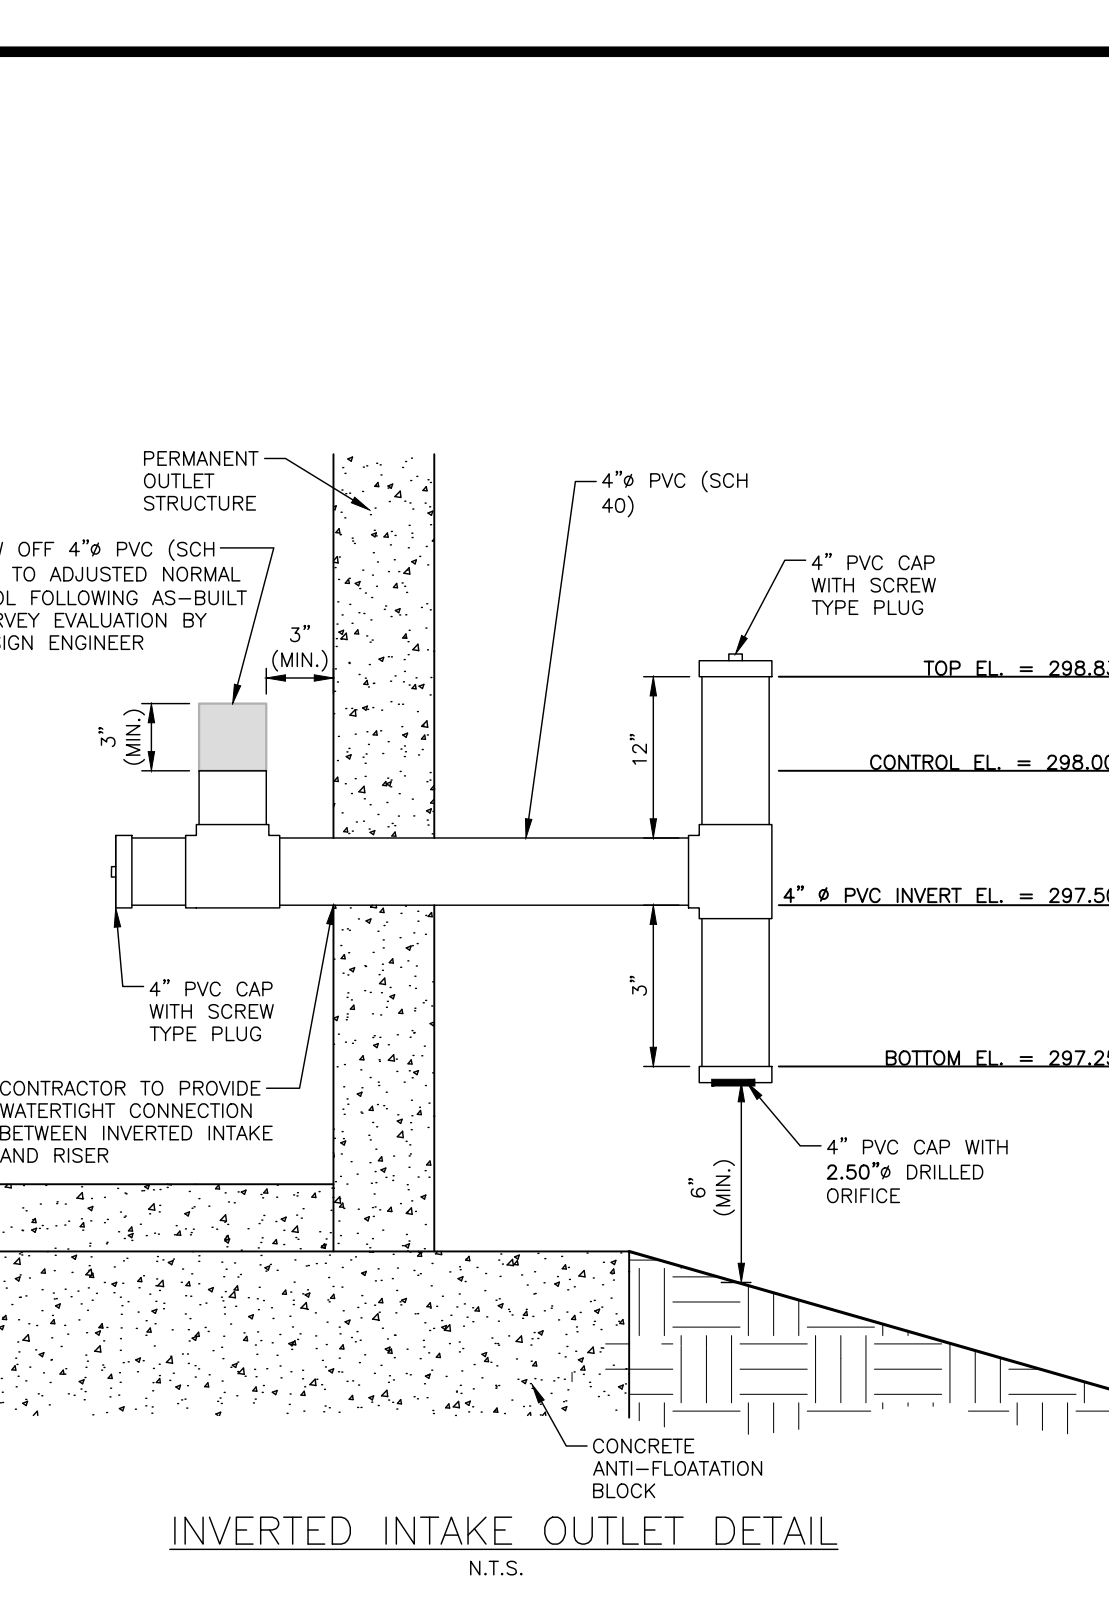 PERMANENT
OUTLET
STRUCTURE
4"ø PVC (SCH
40)
OFF 4"ø PVC (SCH
TO ADJUSTED NORMAL
FOLLOWING AS-BUILT
EVALUATION BY
ENGINEER
3"
(MIN.)
3"
(MIN.)
4" PVC CAP
WITH SCREW
TYPE PLUG
TOP EL. = 298.83
12"
CONTROL EL. = 298.00
4" ø PVC INVERT EL. = 297.50
3"
4" PVC CAP
WITH SCREW
TYPE PLUG
BOTTOM EL. = 297.25
CONTRACTOR TO PROVIDE
WATERTIGHT CONNECTION
BETWEEN INVERTED INTAKE
AND RISER
6"
(MIN.)
4" PVC CAP WITH
2.50"ø DRILLED
ORIFICE
CONCRETE
ANTI-FLOATATION
BLOCK
INVERTED INTAKE OUTLET DETAIL
N.T.S.